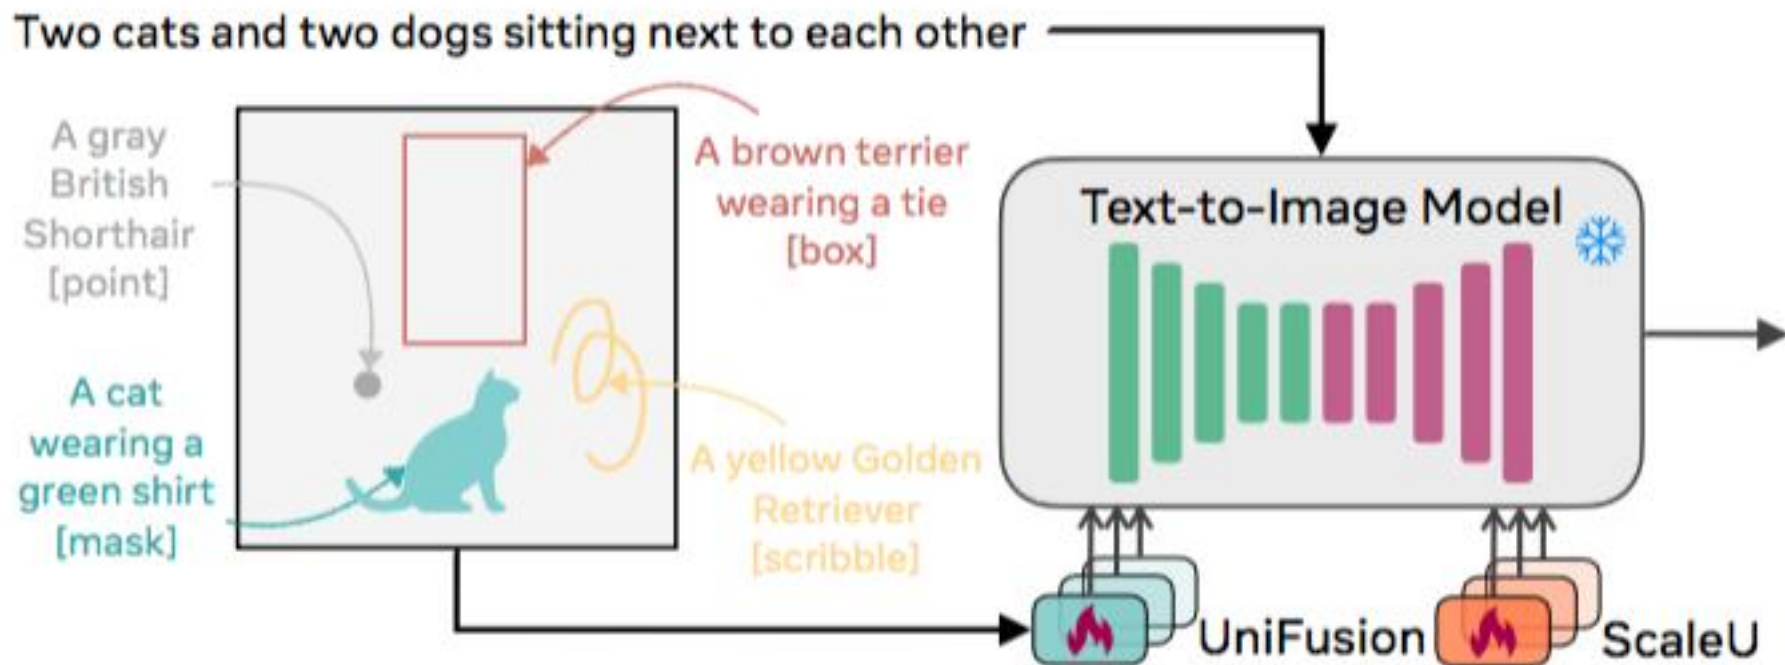 Two cats and two dogs sitting next to each other
A gray
British
Shorthair
[point]
A brown terrier
wearing a tie
[box]
A cat
wearing a
green shirt
[mask]
A yellow Golden
Retriever
[scribble]
Text-to-Image Model
UniFusion
ScaleU